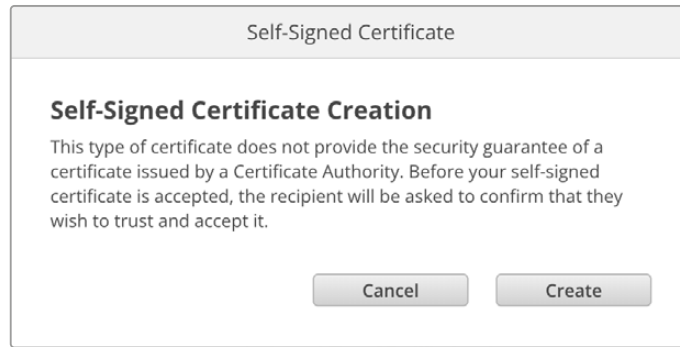 Self-Signed Certificate
Self-Signed Certificate Creation
This type of certificate does not provide the security guarantee of a
certificate issued by a Certificate Authority. Before your self-signed
certificate is accepted, the recipient will be asked to confirm that they
wish to trust and accept it.
Cancel Create